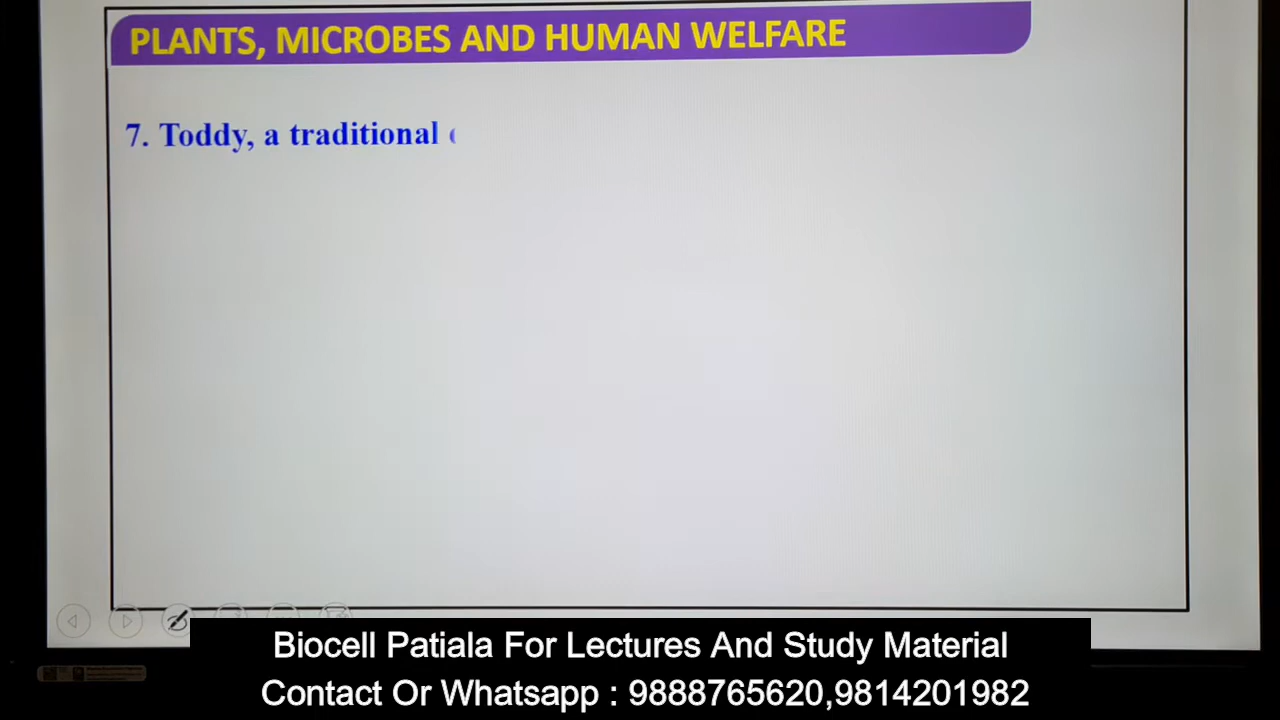 PLANTS, MICROBES AND HUMAN WELFARE
7. Toddy, a traditional
Biocell Patiala For Lectures And Study Material
Contact Or Whatsapp : 9888765620,9814201982